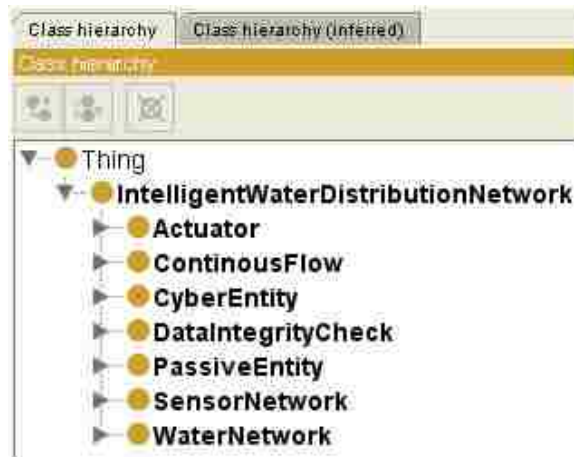 Class hierarchy Class hierarchy (inferred)
Class hierarchy
Thing
IntelligentWaterDistributionNetwork
Actuator
ContinousFlow
CyberEntity
DataIntegrityCheck
PassiveEntity
SensorNetwork
WaterNetwork